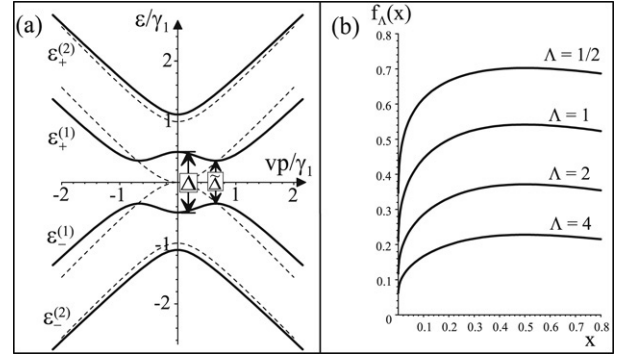 (a)
ε/γ₁
2
ε₊⁽²⁾
1
ε₊⁽¹⁾
vp/γ₁
Δ
Δ̃
-2
-1
1
2
ε₋⁽¹⁾
-1
ε₋⁽²⁾
-2
(b)
f_Λ(x)
0.8
Λ = 1/2
0.7
0.6
Λ = 1
0.5
0.4
Λ = 2
0.3
Λ = 4
0.2
0.1
0
0.1 0.2 0.3 0.4 0.5 0.6 0.7 0.8
x